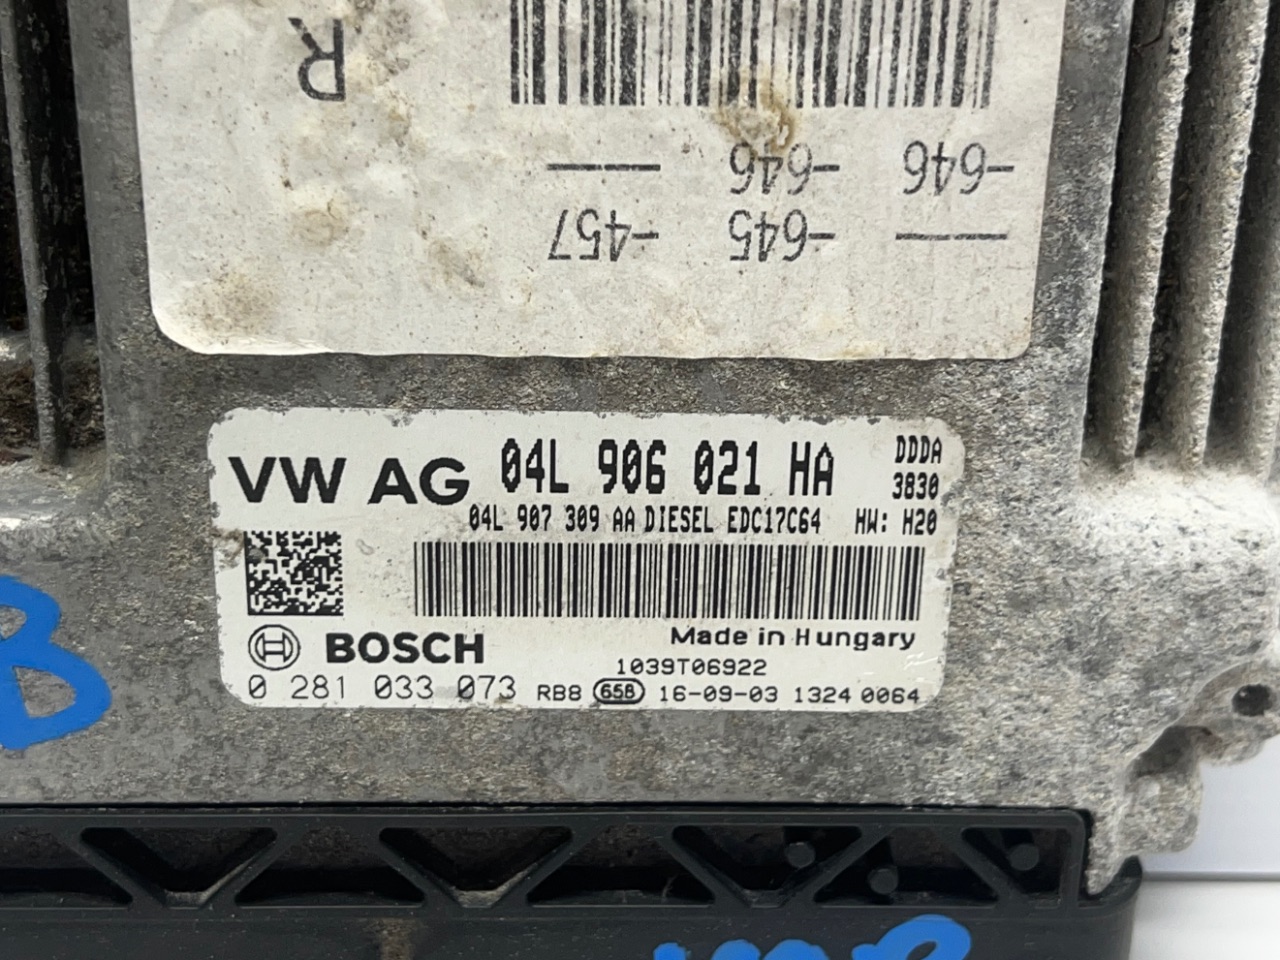 R
-646 -646 ——
—— -645 -457
VW AG 04L 906 021 HA DDDA
3830
04L 907 309 AA DIESEL EDC17C64 HW: H20
BOSCH Made in Hungary
1039T06922
0 281 033 073 RB8 658 16-09-03 1324 0064
B